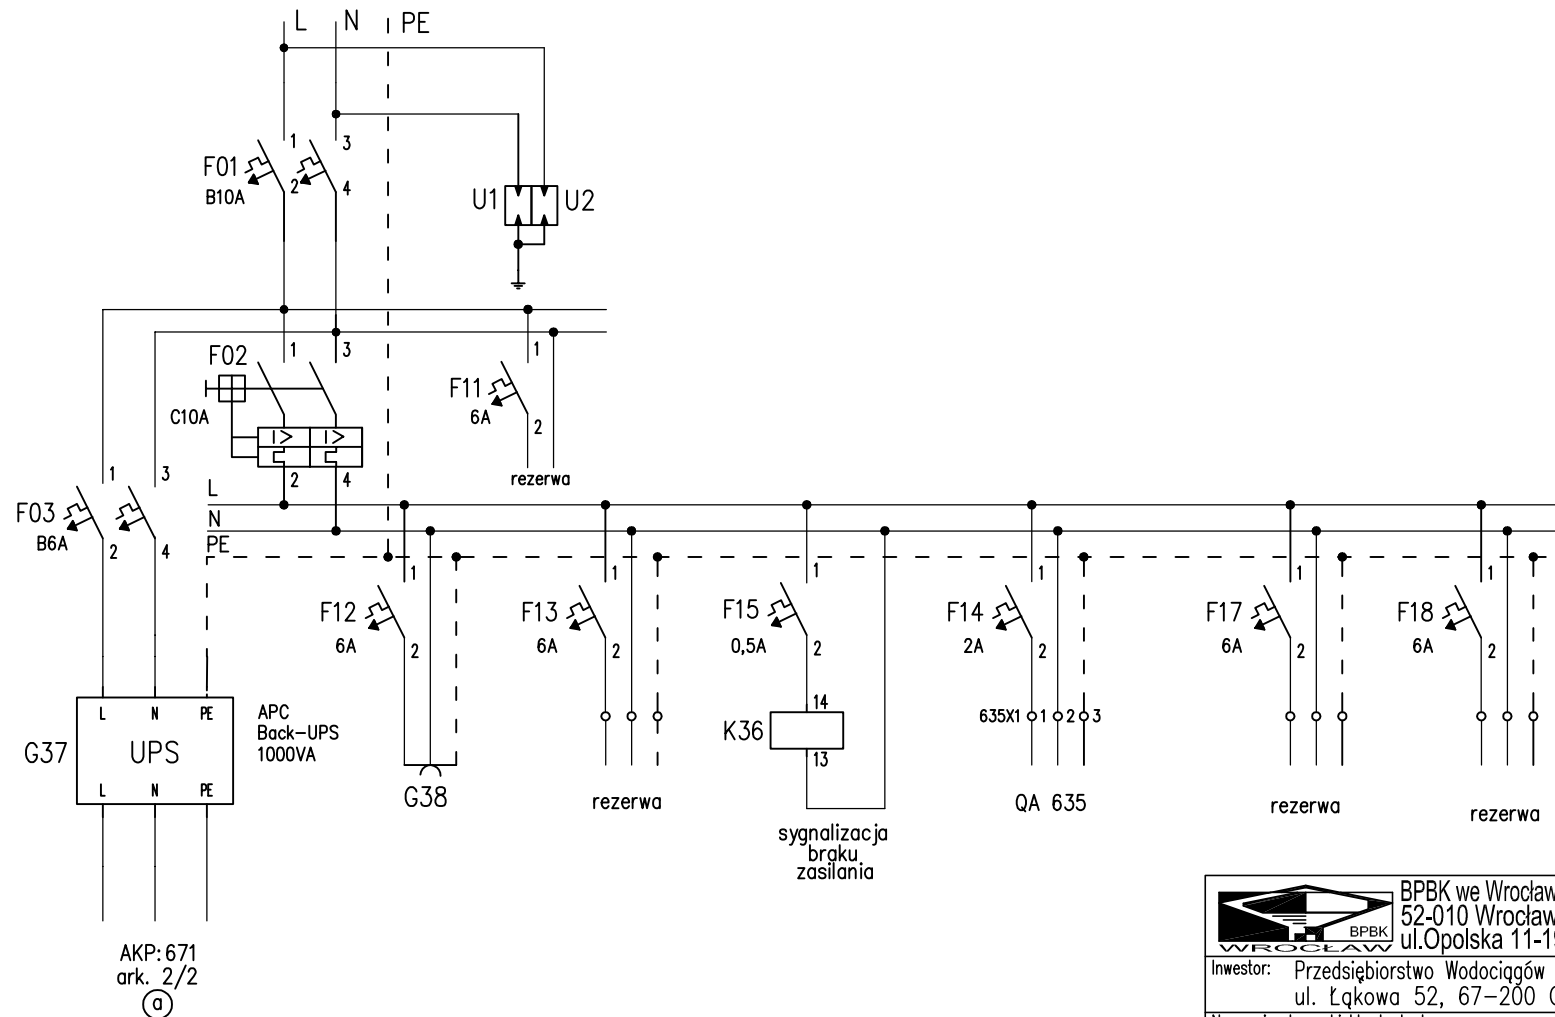 L N PE
F01
B10A
1 3
2 4
U1 U2
F02
C10A
1 3
2 4
F11
6A
1
2
rezerwa
F03
B6A
1 3
2 4
L
N
PE
F12
6A
1
2
F13
6A
1
2
F15
0,5A
1
2
F14
2A
1
2
F17
6A
1
2
F18
6A
1
2
G37
L N PE
UPS
L N PE
APC
Back-UPS
1000VA
G38
rezerwa
K36
14
13
sygnalizacja
braku
zasilania
635X1 1 2 3
QA 635
rezerwa
rezerwa
AKP:671
ark. 2/2
a
BPBK
WROCŁAW
BPBK we Wrocław
52-010 Wrocław
ul.Opolska 11-1
Inwestor: Przedsiębiorstwo Wodociągów
ul. Łąkowa 52, 67-200